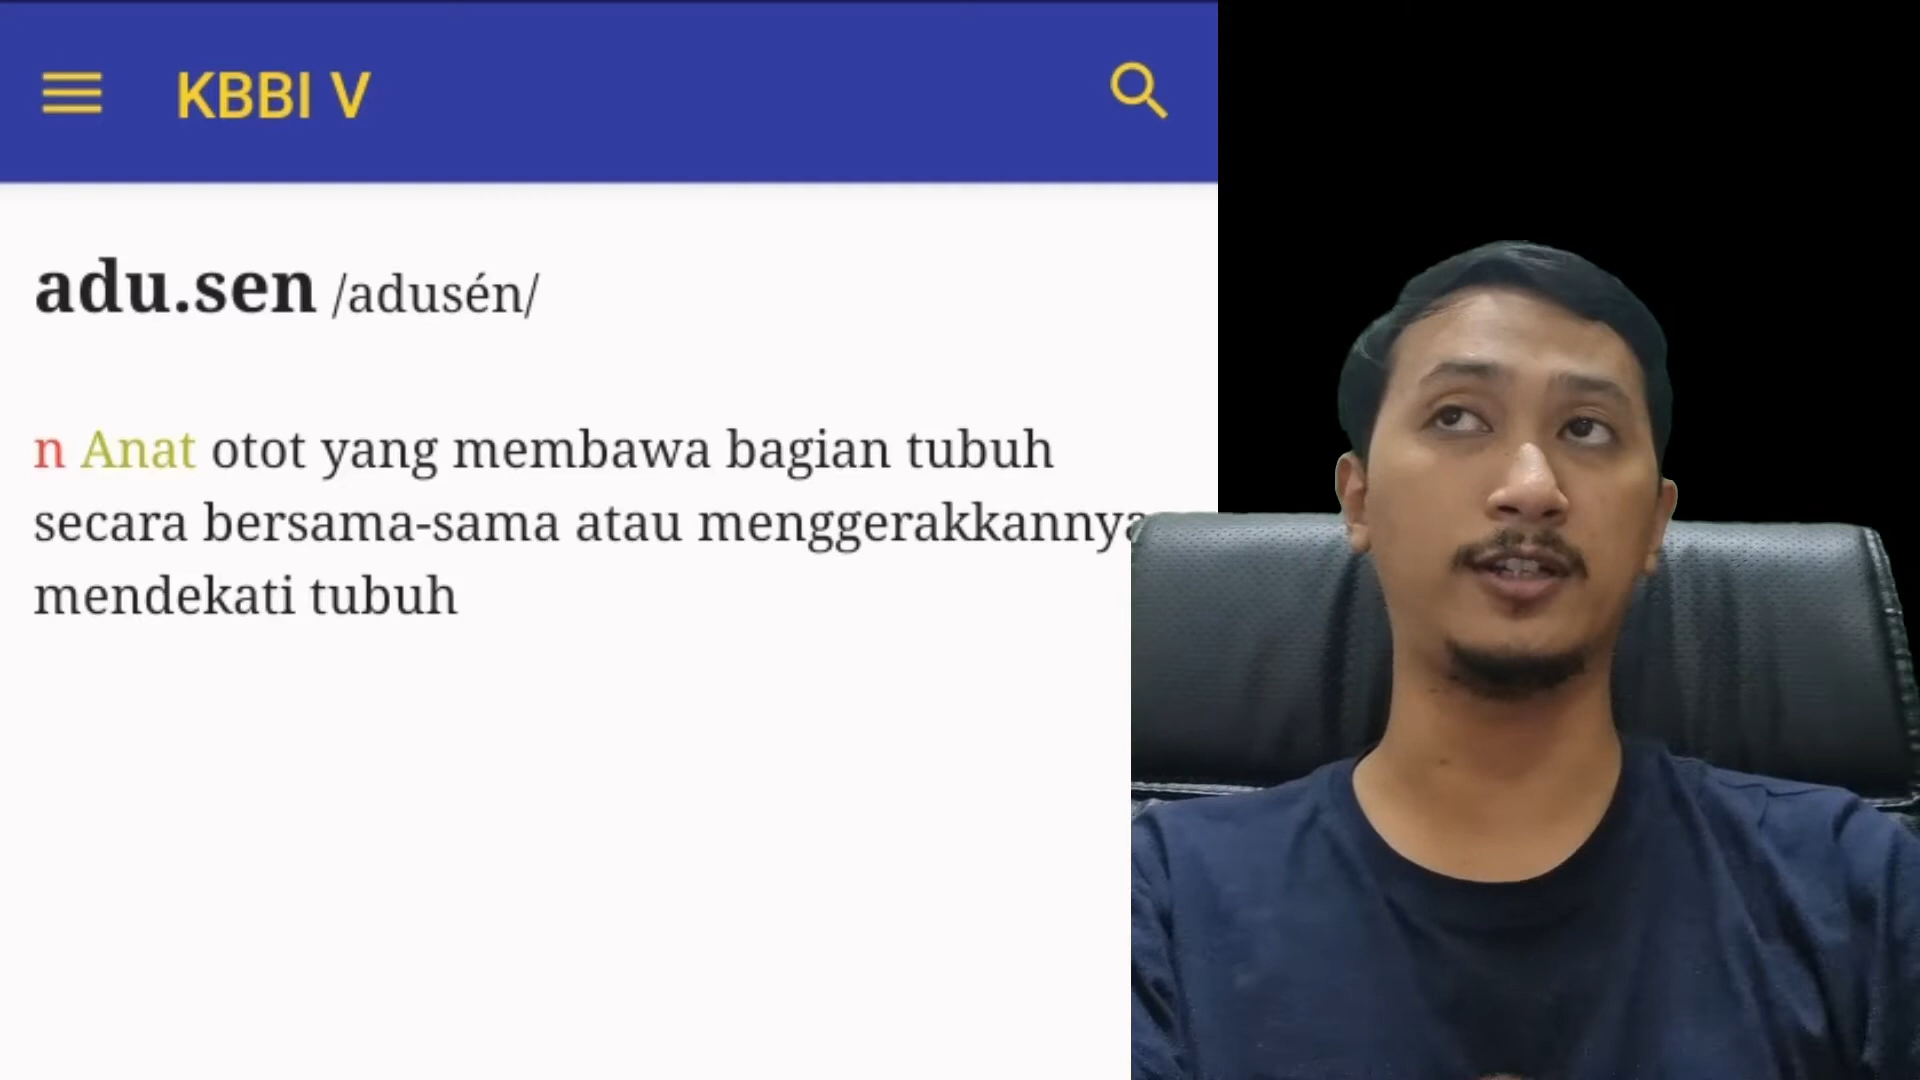 KBBI V
adu.sen /adusén/
n Anat otot yang membawa bagian tubuh
secara bersama-sama atau menggerakkannya
mendekati tubuh